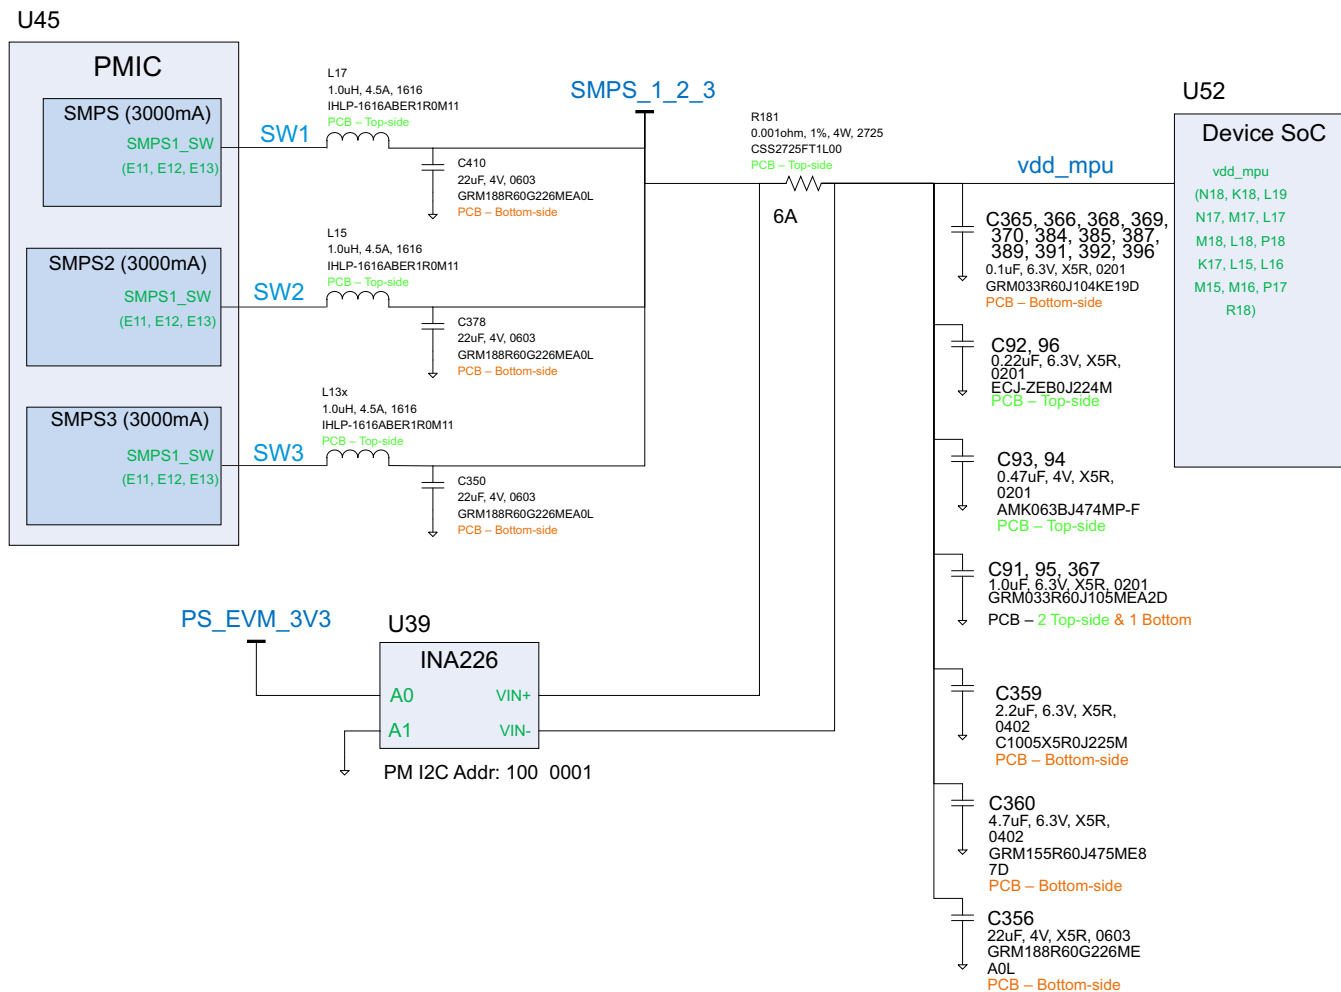 U45
PMIC
SMPS (3000mA)
SMPS1_SW
(E11, E12, E13)
SW1
L17
1.0uH, 4.5A, 1616
IHLP-1616ABER1R0M11
PCB – Top-side
C410
22uF, 4V, 0603
GRM188R60G226MEA0L
PCB – Bottom-side
SMPS2 (3000mA)
SMPS1_SW
(E11, E12, E13)
SW2
L15
1.0uH, 4.5A, 1616
IHLP-1616ABER1R0M11
PCB – Top-side
C378
22uF, 4V, 0603
GRM188R60G226MEA0L
PCB – Bottom-side
SMPS3 (3000mA)
SMPS1_SW
(E11, E12, E13)
SW3
L13x
1.0uH, 4.5A, 1616
IHLP-1616ABER1R0M11
PCB – Top-side
C350
22uF, 4V, 0603
GRM188R60G226MEA0L
PCB – Bottom-side
SMPS_1_2_3
R181
0.001ohm, 1%, 4W, 2725
CSS2725FT1L00
PCB – Top-side
6A
vdd_mpu
U52
Device SoC
vdd_mpu
(N18, K18, L19
N17, M17, L17
M18, L18, P18
K17, L15, L16
M15, M16, P17
R18)
C365, 366, 368, 369,
370, 384, 385, 387,
389, 391, 392, 396
0.1uF, 6.3V, X5R, 0201
GRM033R60J104KE19D
PCB – Bottom-side
C92, 96
0.22uF, 6.3V, X5R,
0201
ECJ-ZEB0J224M
PCB – Top-side
C93, 94
0.47uF, 4V, X5R,
0201
AMK063BJ474MP-F
PCB – Top-side
C91, 95, 367
1.0uF, 6.3V, X5R, 0201
GRM033R60J105MEA2D
PCB – 2 Top-side & 1 Bottom
C359
2.2uF, 6.3V, X5R,
0402
C1005X5R0J225M
PCB – Bottom-side
C360
4.7uF, 6.3V, X5R,
0402
GRM155R60J475ME8
7D
PCB – Bottom-side
C356
22uF, 4V, X5R, 0603
GRM188R60G226ME
A0L
PCB – Bottom-side
PS_EVM_3V3
U39
INA226
A0
VIN+
A1
VIN-
PM I2C Addr: 100 0001